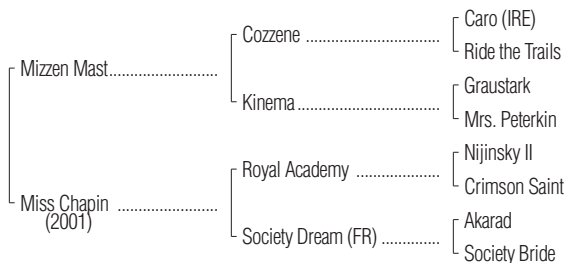 Caro (IRE)
Cozzene
Ride the Trails
Mizzen Mast
Graustark
Kinema
Mrs. Peterkin
Nijinsky II
Royal Academy
Crimson Saint
Miss Chapin
(2001)
Akarad
Society Dream (FR)
Society Bride